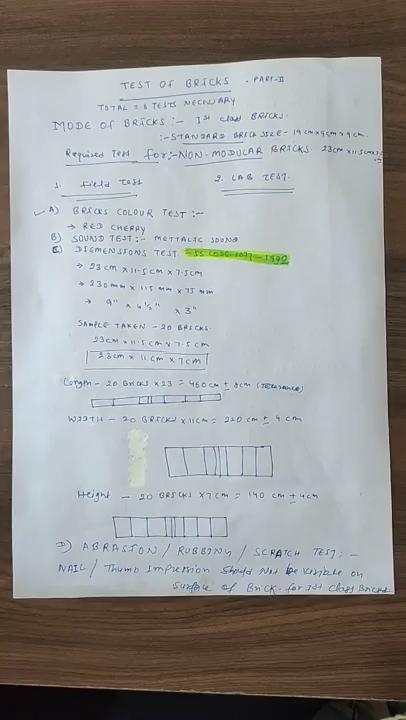 TEST OF BRICKS - PART-II
TOTAL = 8 TESTS NECESSARY
MODE OF BRICKS :- Ist class BRICKS.
:- STANDARD BRICK SIZE - 19 cm x 9 cm x 9 cm.
Required Test for :- NON-MODULAR BRICKS. 23cm x 11.5cm x 7.5
1. Field test
2. LAB TEST.
A) BRICKS COLOUR TEST :-
→ RED CHERRY
B) SOUND TEST :- METTALIC SOUND
C) DIEMENSIONS TEST - IS CODE 1077 - 1992
→ 23 cm x 11.5 cm x 7.5 cm
→ 230 mm x 115 mm x 75 mm
→ 9" x 4½" x 3"
SAMPLE TAKEN - 20 BRICKS.
23 cm x 11.5 cm x 7.5 cm
23 cm x 11 cm x 7 cm
Length - 20 BRICKS x 23 = 460 cm ± 8 cm (TOLERANCE)
WIDTH - 20 BRICKS x 11 cm = 220 cm ± 4 cm
Height - 20 BRICKS x 7 cm = 140 cm ± 4 cm
D) ABRASION / RUBBING / SCRATCH TEST :-
NAIL / Thumb Impression Should Not be visible on
Surface of Brick. for Ist Class Bricks